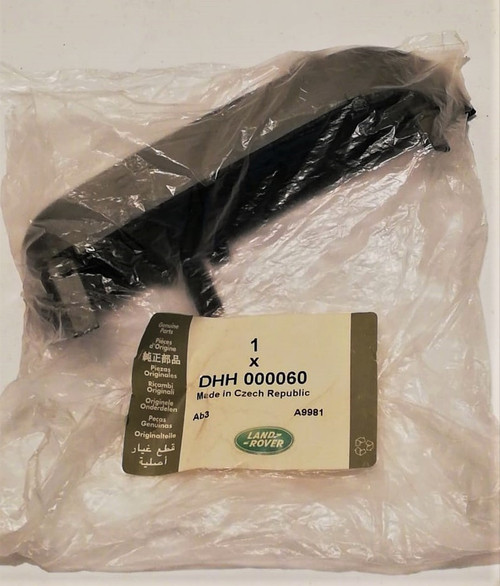 Genuine
Parts
Pièces
d'Origine
純正部品
Piezas
Originales
Ricambi
Originali
Originele
Onderdelen
Peças
Genuinas
Originalteile
قطع غيار
أصلية
1
x
DHH 000060
Made in Czech Republic
Ab3
A9981
LAND-
-ROVER